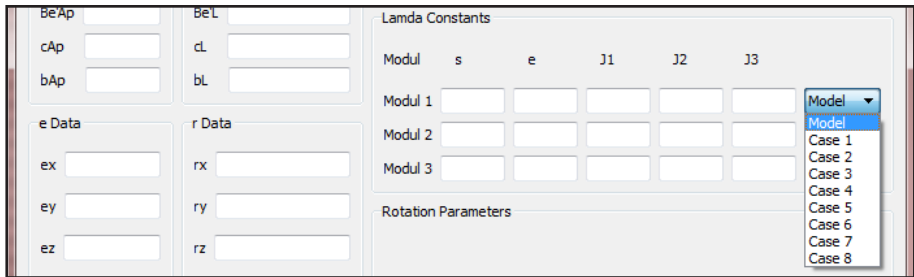 Be'Ap
Be'L
cAp
cL
bAp
bL
e Data
r Data
ex
rx
ey
ry
ez
rz
Lamda Constants
Modul s e J1 J2 J3
Modul 1
Model
Modul 2
Modul 3
Model
Case 1
Case 2
Case 3
Case 4
Case 5
Case 6
Case 7
Case 8
Rotation Parameters